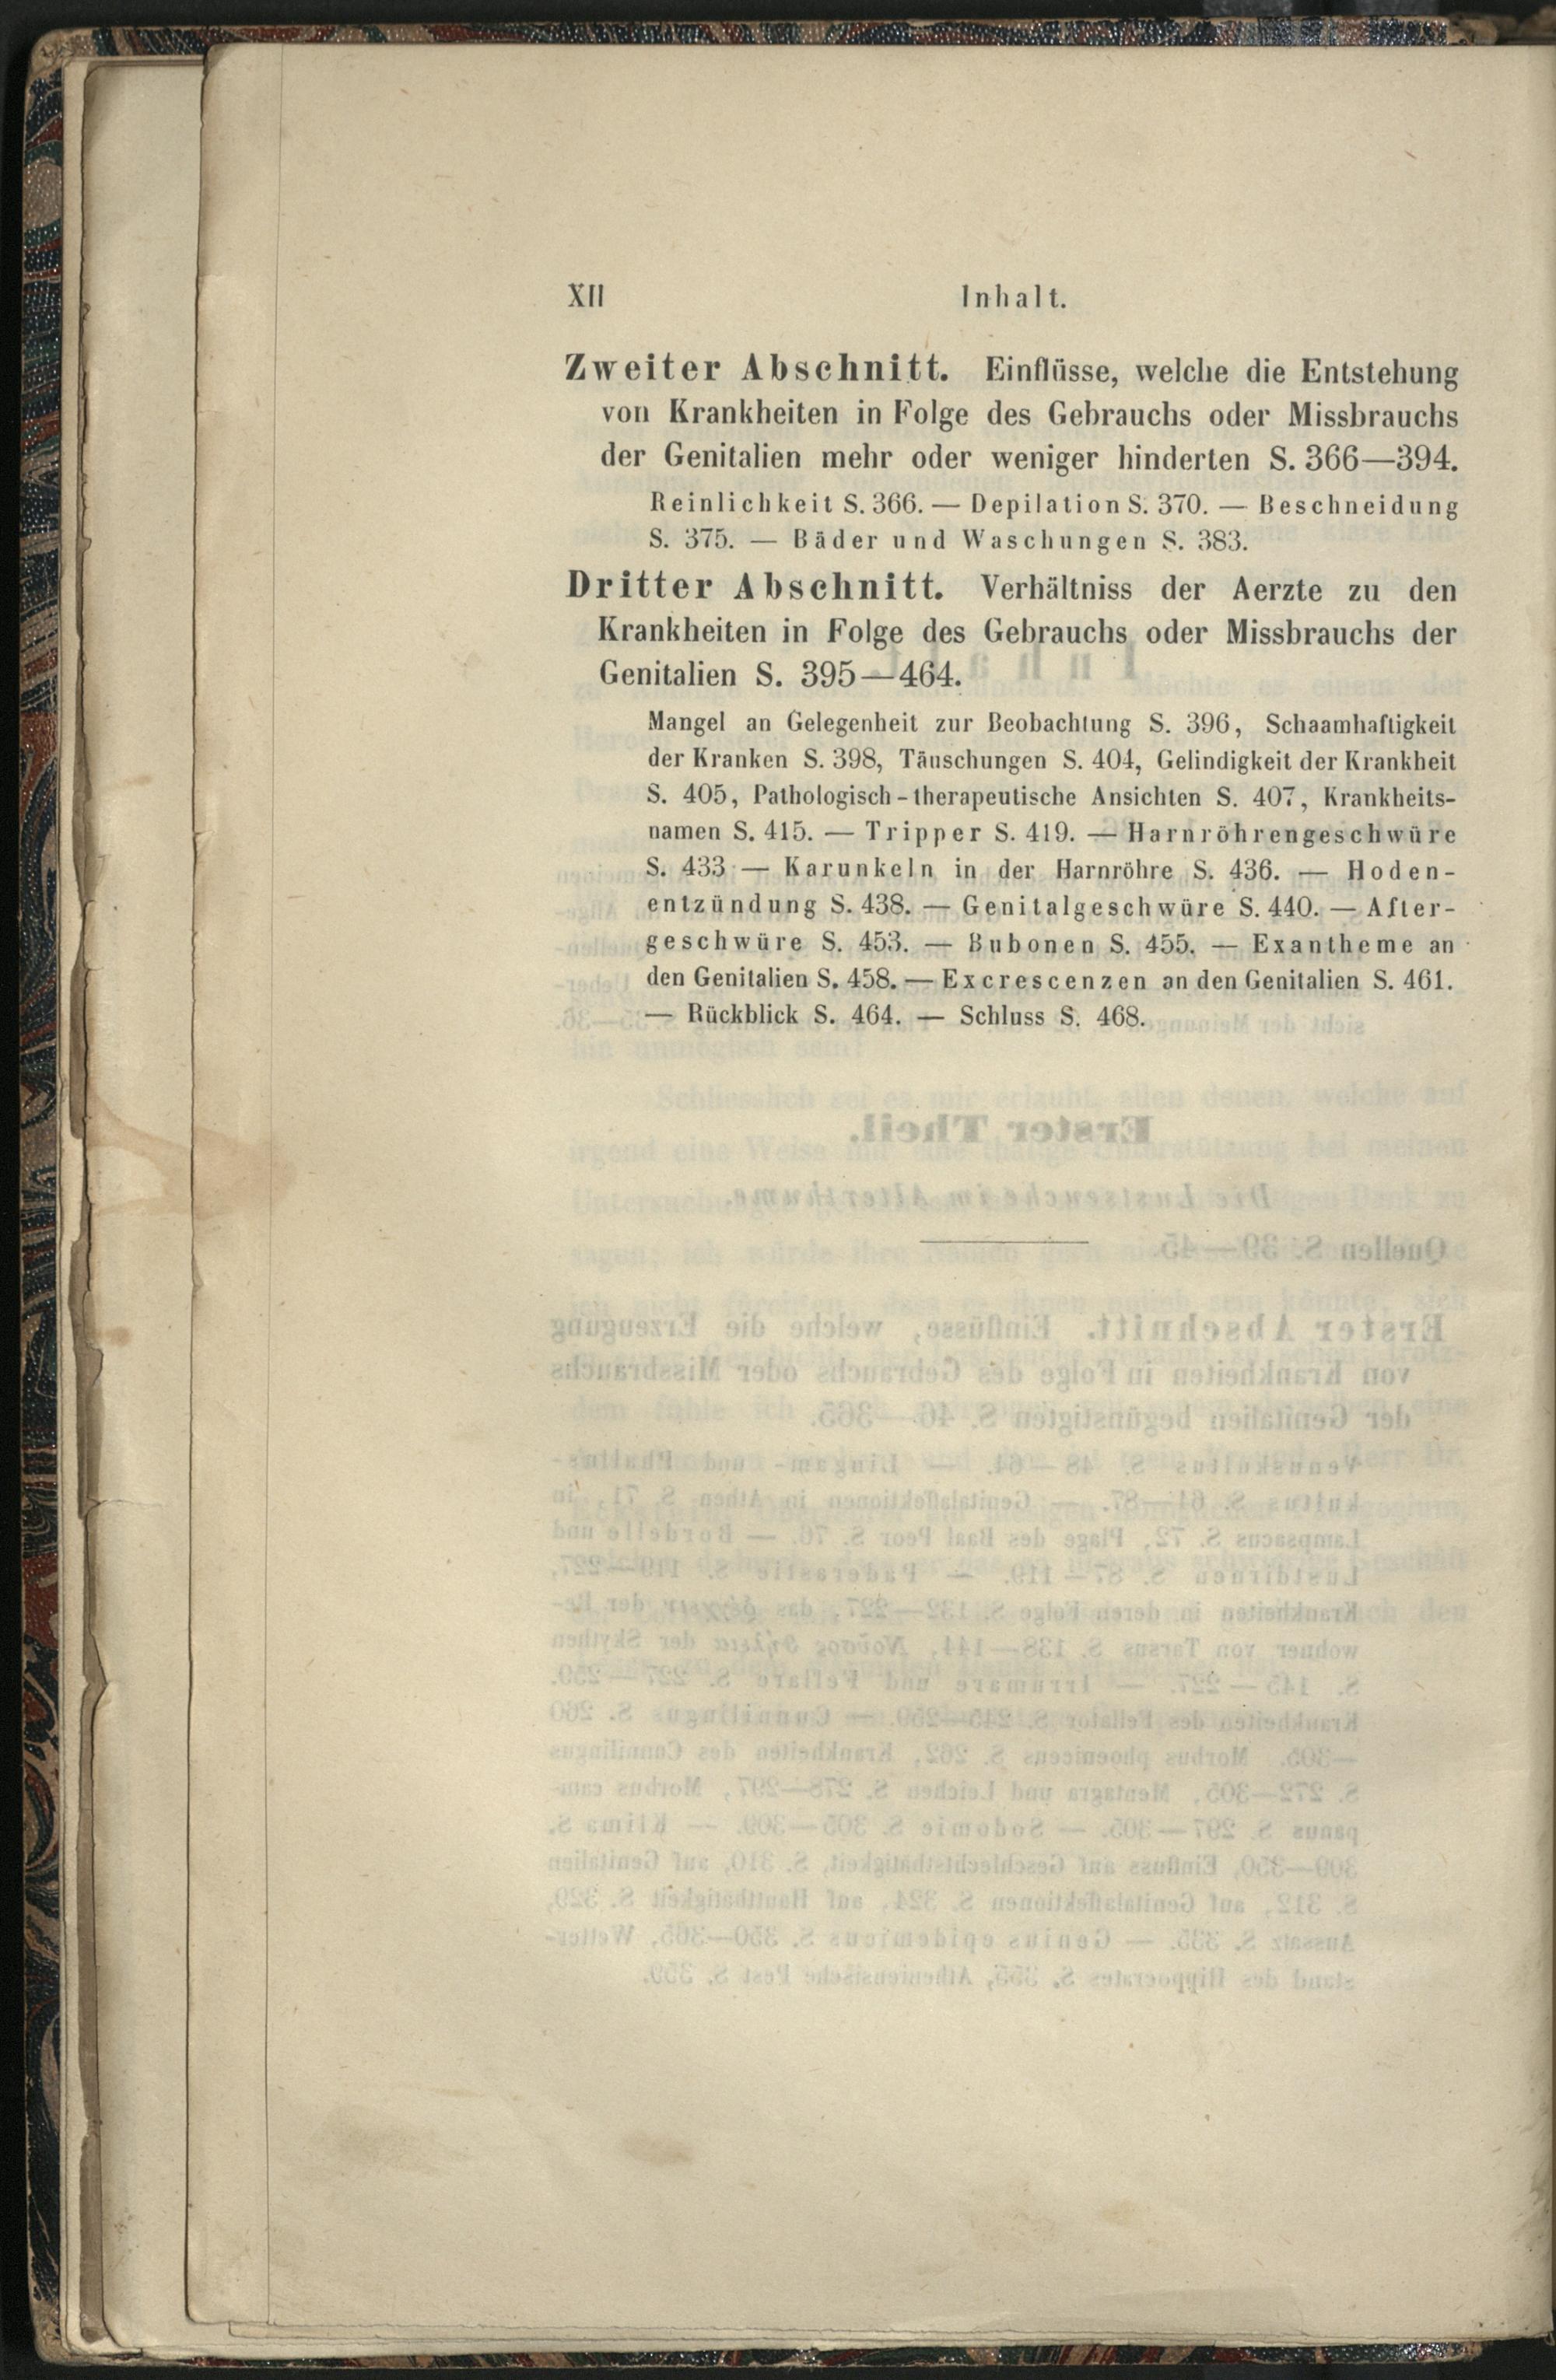 XII Inhalt.
Zweiter Abschnitt. Einflüsse, welche die Entstehung
von Krankheiten in Folge des Gebrauchs oder Missbrauchs
der Genitalien mehr oder weniger hinderten S. 366—394.
Reinlichkeit S. 366. — Depilation S. 370. — Beschneidung
S. 375. — Bäder und Waschungen S. 383.
Dritter Abschnitt. Verhältniss der Aerzte zu den
Krankheiten in Folge des Gebrauchs oder Missbrauchs der
Genitalien S. 395—464.
Mangel an Gelegenheit zur Beobachtung S. 396, Schaamhaftigkeit
der Kranken S. 398, Täuschungen S. 404, Gelindigkeit der Krankheit
S. 405, Pathologisch-therapeutische Ansichten S. 407, Krankheits-
namen S. 415. — Tripper S. 419. — Harnröhrengeschwüre
S. 433 — Karunkeln in der Harnröhre S. 436. — Hoden-
entzündung S. 438. — Genitalgeschwüre S. 440. — After-
geschwüre S. 453. — Bubonen S. 455. — Exantheme an
den Genitalien S. 458. — Excrescenzen an den Genitalien S. 461.
— Rückblick S. 464. — Schluss S. 468.